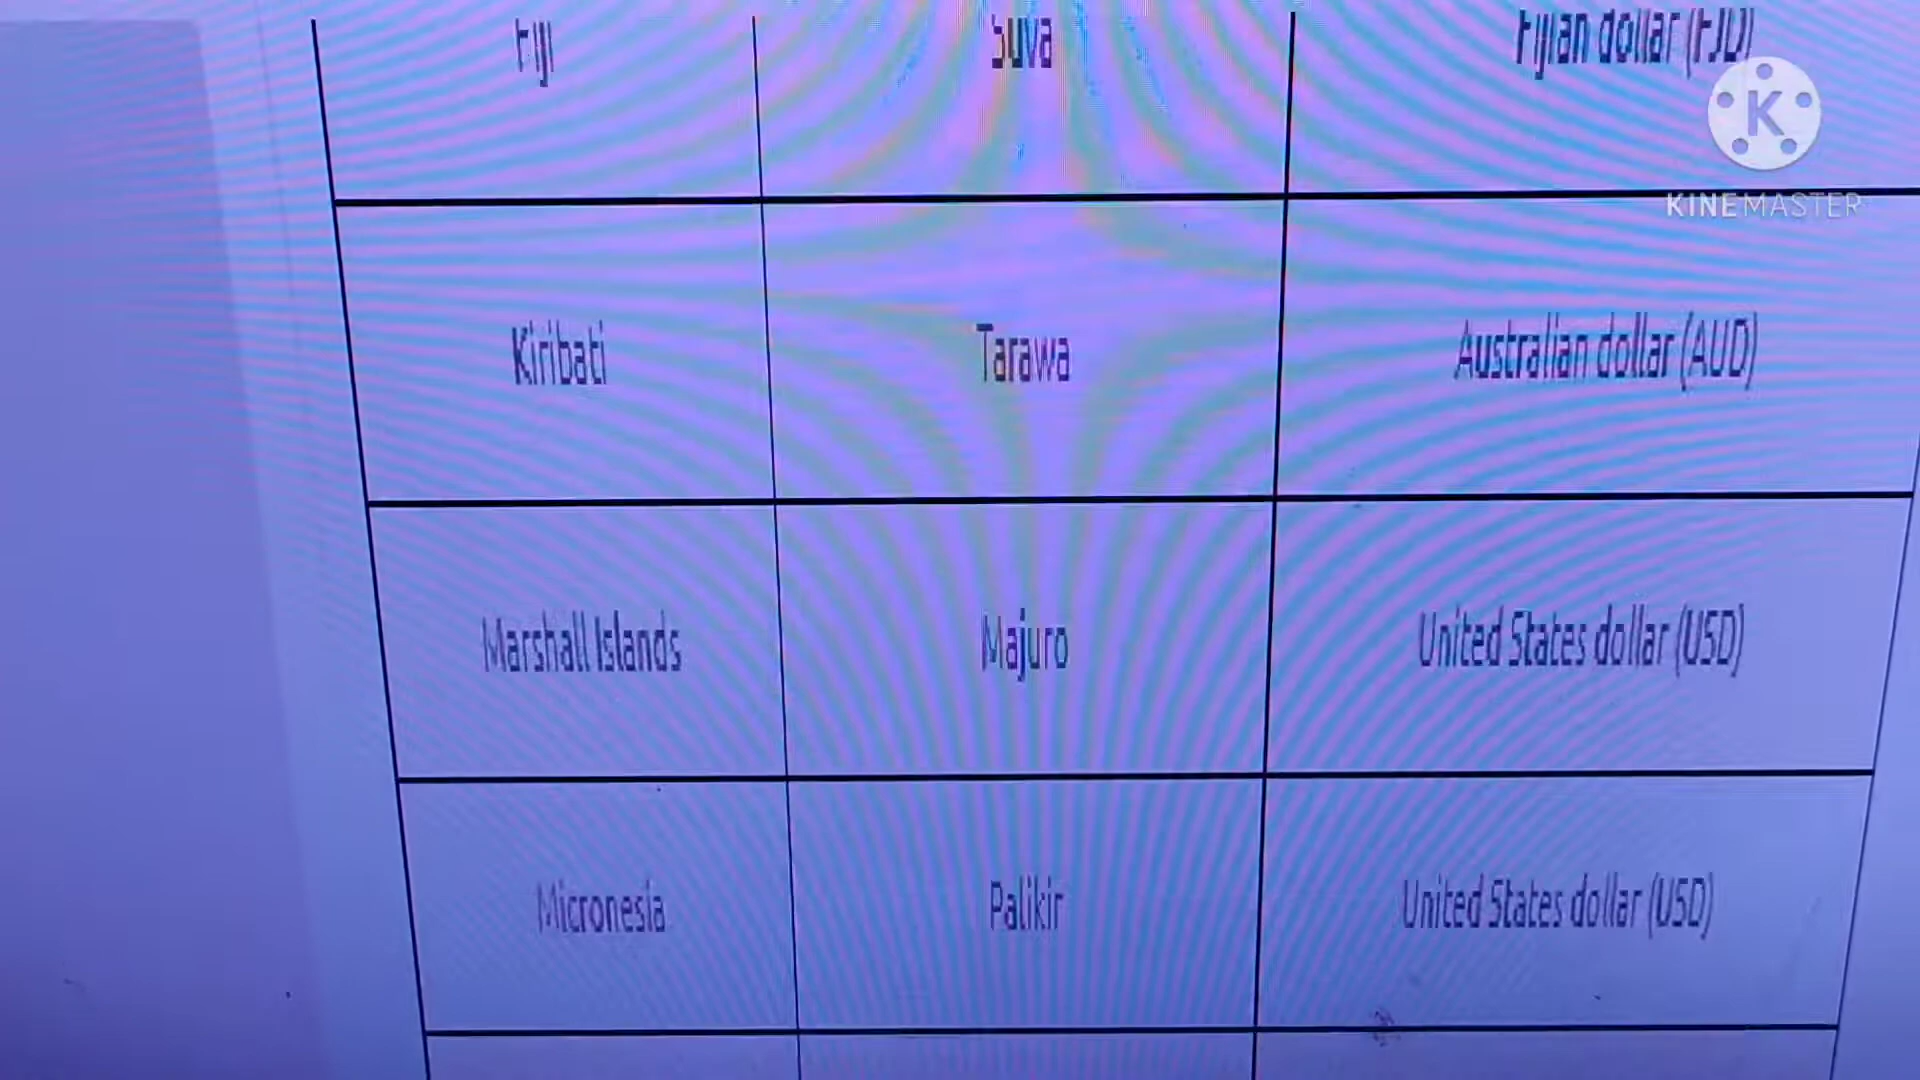 Fiji Suva Fijian dollar (FJD)
K
KINEMASTER
Kiribati Tarawa Australian dollar (AUD)
Marshall Islands Majuro United States dollar (USD)
Micronesia Palikir United States dollar (USD)